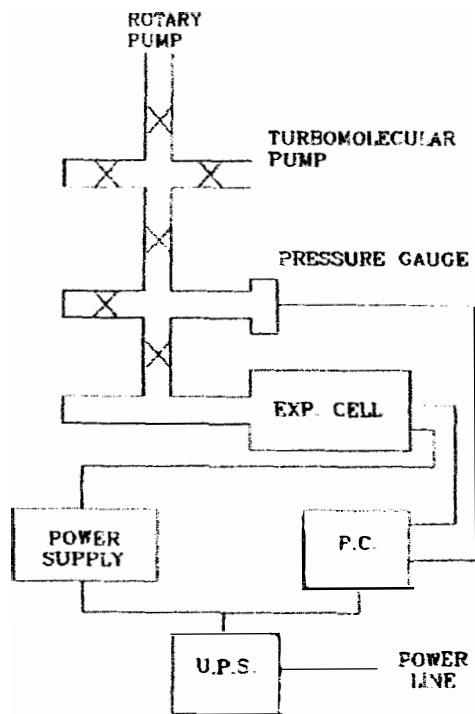 ROTARY
PUMP
TURBOMOLECULAR
PUMP
PRESSURE GAUGE
EXP. CELL
POWER
SUPPLY
P.C.
U.P.S.
POWER
LINE